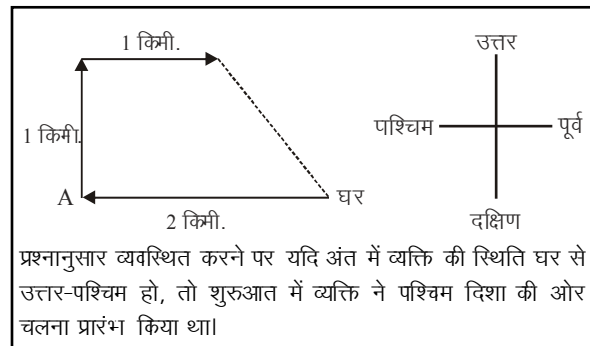 1 किमी.
उत्तर
1 किमी.
पश्चिम
पूर्व
A
घर
2 किमी.
दक्षिण
प्रश्नानुसार व्यवस्थित करने पर यदि अंत में व्यक्ति की स्थिति घर से
उत्तर-पश्चिम हो, तो शुरुआत में व्यक्ति ने पश्चिम दिशा की ओर
चलना प्रारंभ किया था।